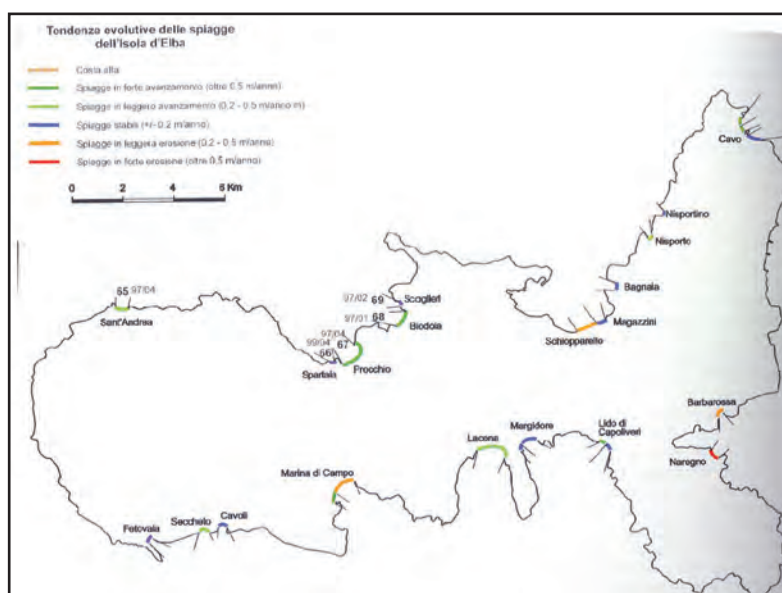 Tendenze evolutive delle spiagge
dell'Isola d'Elba
Costa alta
Spiagge in forte avanzamento (oltre 0.5 m/anno)
Spiagge in leggero avanzamento (0.2 - 0.5 m/anno m)
Spiagge stabili (+/- 0.2 m/anno)
Spiagge in leggera erosione (0.2 - 0.5 m/anno)
Spiagge in forte erosione (oltre 0.5 m/anno)
0 2 4 6 Km
Cavo
Nisportino
Nisporto
Bagnaia
Magazzini
Schiopparello
97/02 69 Scaglieri
97/01 68 Biodola
65 97/04
Sant'Andrea
97/04
67
99/04
66
Spartaia
Procchio
Barbarossa
Naregno
Lido di
Capoliveri
Margidore
Lacona
Marina di Campo
Cavoli
Seccheto
Fetovaia